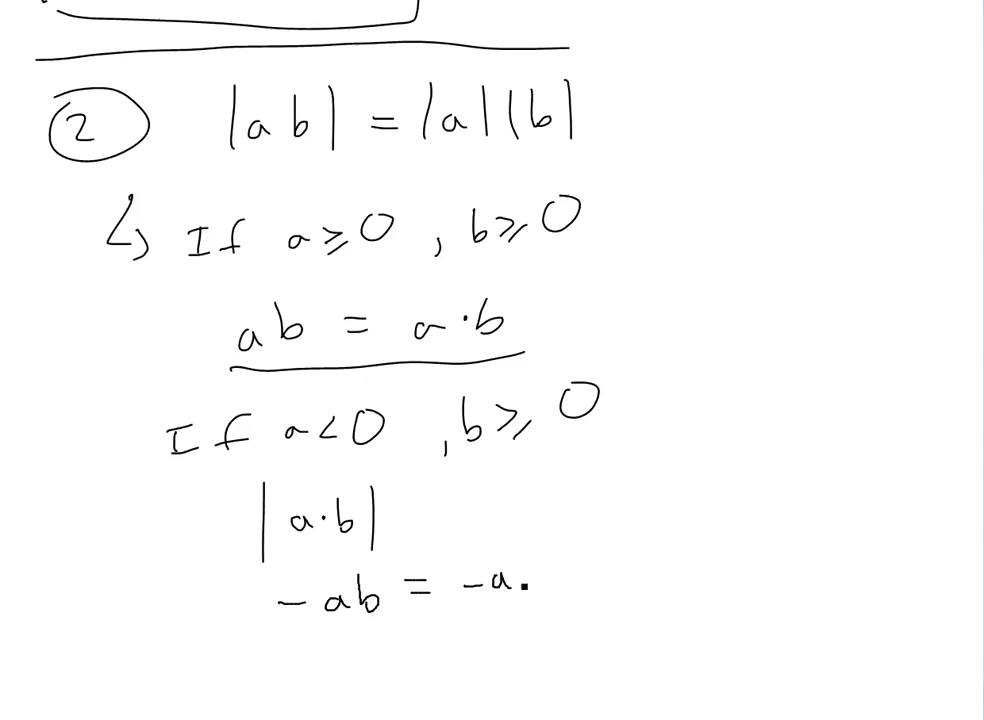 2 |ab| = |a||b|
↳ If a ⩾ 0 , b ⩾ 0
ab = a · b
If a < 0 , b ⩾ 0
|a · b|
- ab = - a .